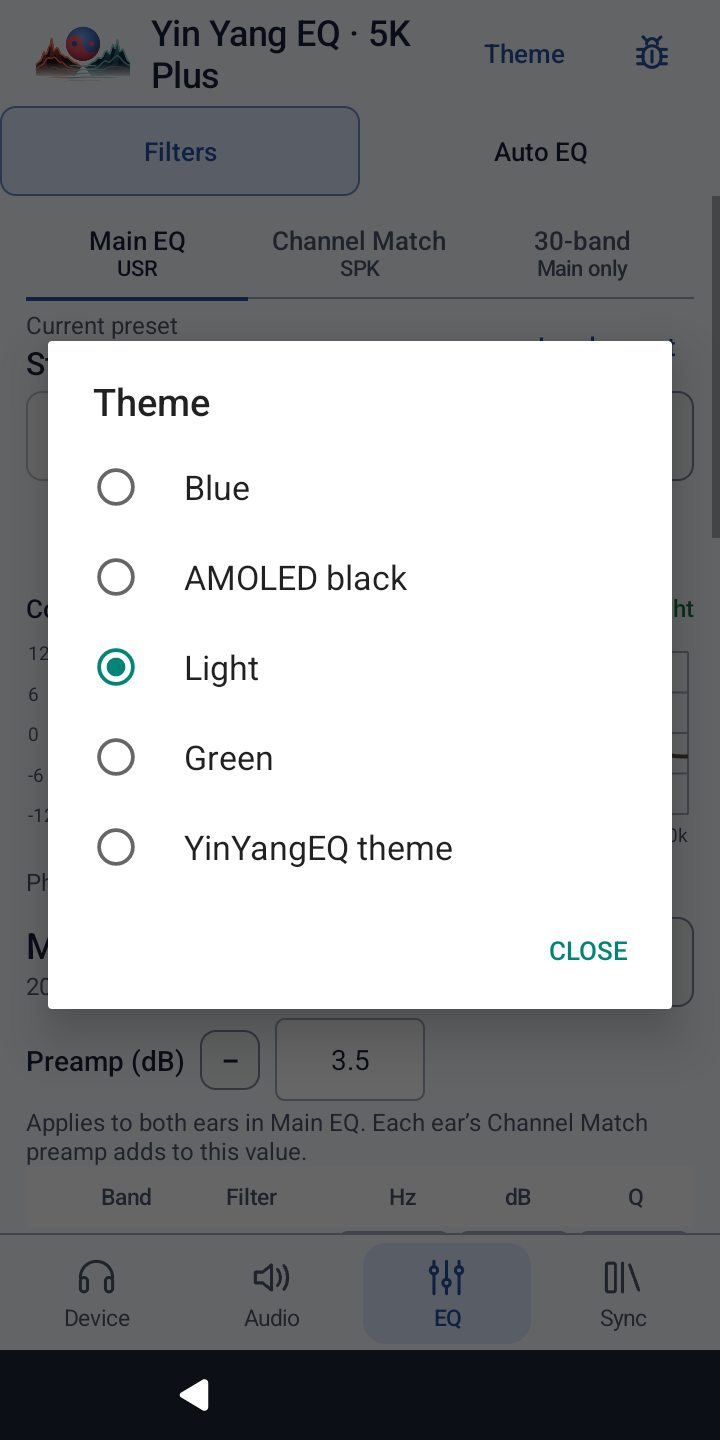 Yin Yang EQ · 5K
Plus
Theme
Filters
Auto EQ
Main EQ
USR
Channel Match
SPK
30-band
Main only
Current preset
Theme
Blue
AMOLED black
Light
Green
YinYangEQ theme
CLOSE
12
6
0
-6
-12
Preamp (dB)
−
3.5
Applies to both ears in Main EQ. Each ear’s Channel Match
preamp adds to this value.
Band
Filter
Hz
dB
Q
Device
Audio
EQ
Sync